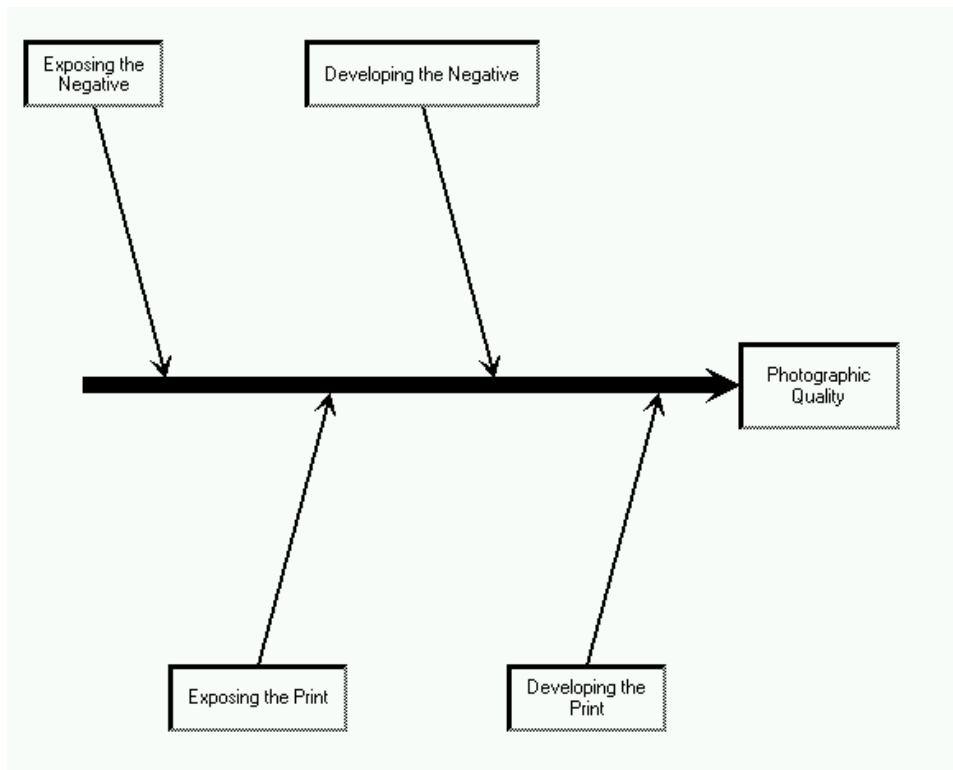 Exposing the
Negative
Developing the Negative
Photographic
Quality
Exposing the Print
Developing the
Print